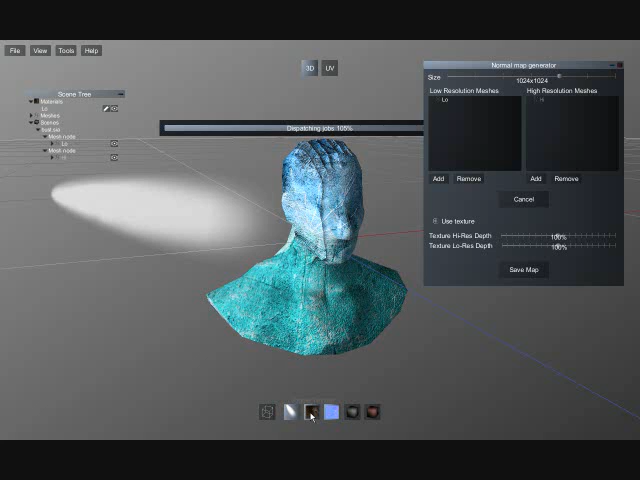 File View Tools Help
3D UV
Scene Tree
Materials
Lo
Meshes
Scenes
Mesh node
Lo
Mesh node
Hi
Dispatching jobs 105%
Normal map generator
Size
1024x1024
Low Resolution Meshes High Resolution Meshes
Lo Hi
Add Remove Add Remove
Cancel
Use texture
Texture Hi-Res Depth 100%
Texture Lo-Res Depth 100%
Save Map